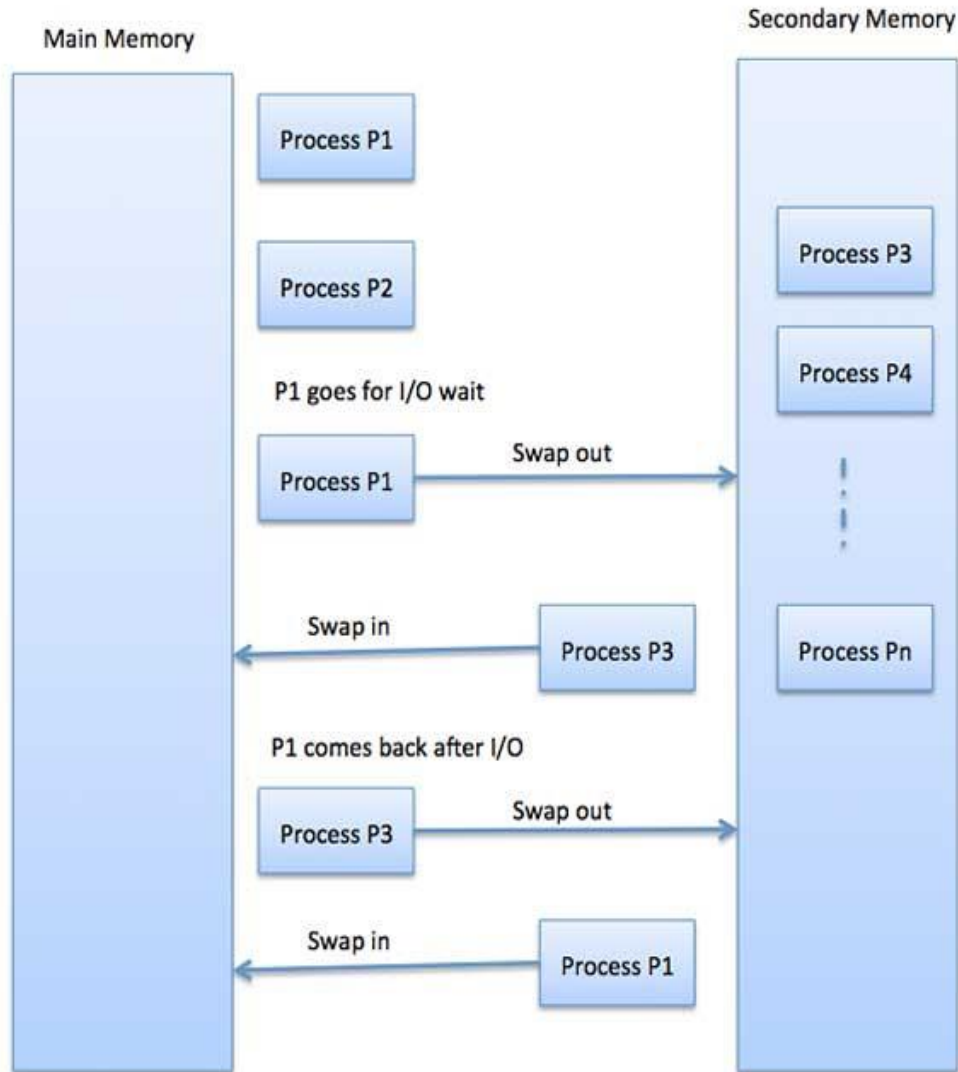 Main Memory
Secondary Memory
Process P1
Process P3
Process P2
Process P4
P1 goes for I/O wait
Process P1
Swap out
Swap in
Process P3
Process Pn
P1 comes back after I/O
Process P3
Swap out
Swap in
Process P1